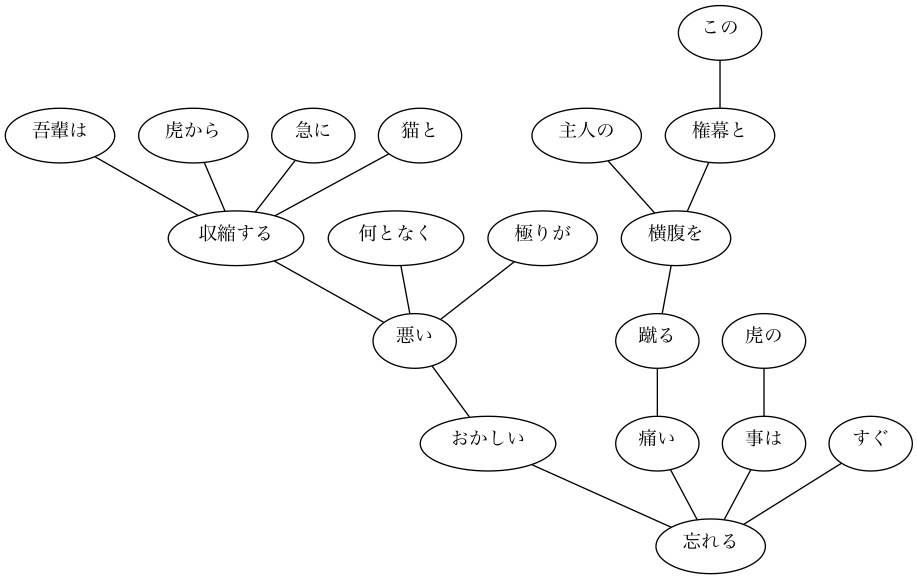 この
吾輩は 虎から 急に 猫と 主人の 権幕と
収縮する 何となく 極りが 横腹を
悪い 蹴る 虎の
おかしい 痛い 事は すぐ
忘れる